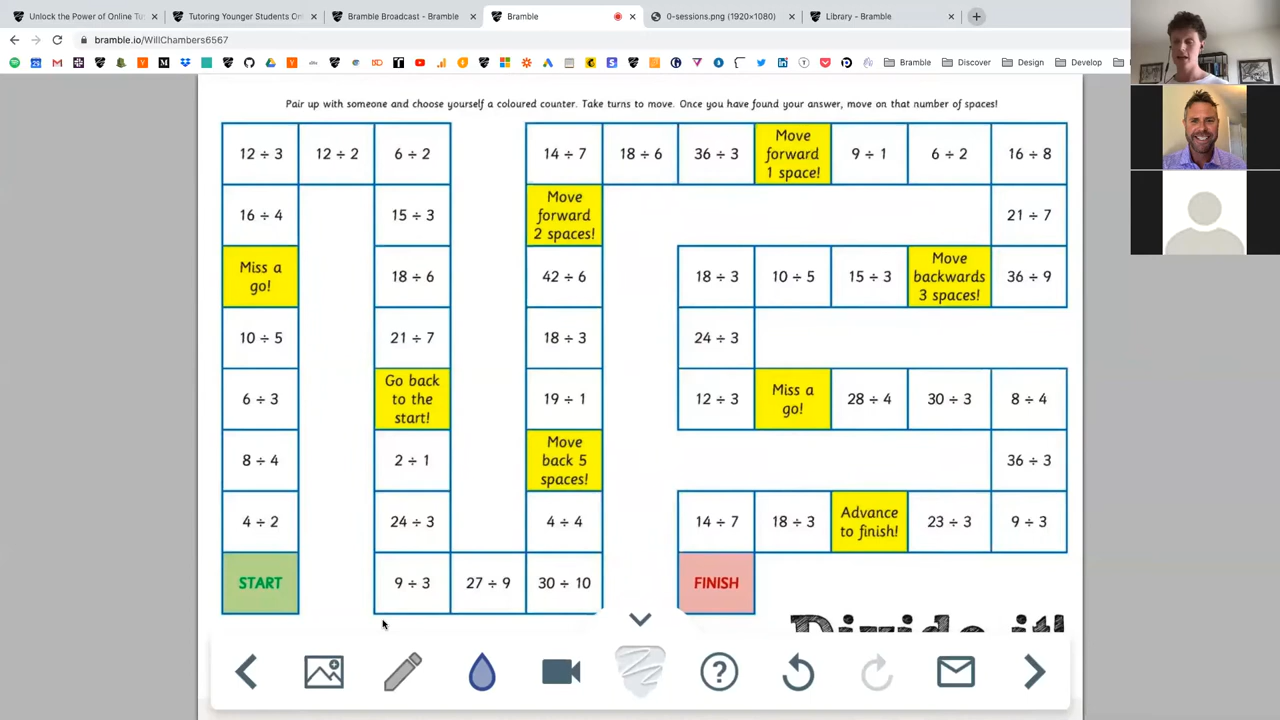 Unlock the Power of Online Tu
Tutoring Younger Students Onl
Bramble Broadcast - Bramble
Bramble
0-sessions.png (1920×1080)
Library - Bramble
bramble.io/WillChambers6567
Bramble
Discover
Design
Develop
Pair up with someone and choose yourself a coloured counter. Take turns to move. Once you have found your answer, move on that number of spaces!
12 ÷ 3 12 ÷ 2 6 ÷ 2 14 ÷ 7 18 ÷ 6 36 ÷ 3 Move forward 1 space! 9 ÷ 1 6 ÷ 2 16 ÷ 8
16 ÷ 4 15 ÷ 3 Move forward 2 spaces! 21 ÷ 7
Miss a go! 18 ÷ 6 42 ÷ 6 18 ÷ 3 10 ÷ 5 15 ÷ 3 Move backwards 3 spaces! 36 ÷ 9
10 ÷ 5 21 ÷ 7 18 ÷ 3 24 ÷ 3
6 ÷ 3 Go back to the start! 19 ÷ 1 12 ÷ 3 Miss a go! 28 ÷ 4 30 ÷ 3 8 ÷ 4
8 ÷ 4 2 ÷ 1 Move back 5 spaces! 36 ÷ 3
4 ÷ 2 24 ÷ 3 4 ÷ 4 14 ÷ 7 18 ÷ 3 Advance to finish! 23 ÷ 3 9 ÷ 3
START 9 ÷ 3 27 ÷ 9 30 ÷ 10 FINISH
Divide it!